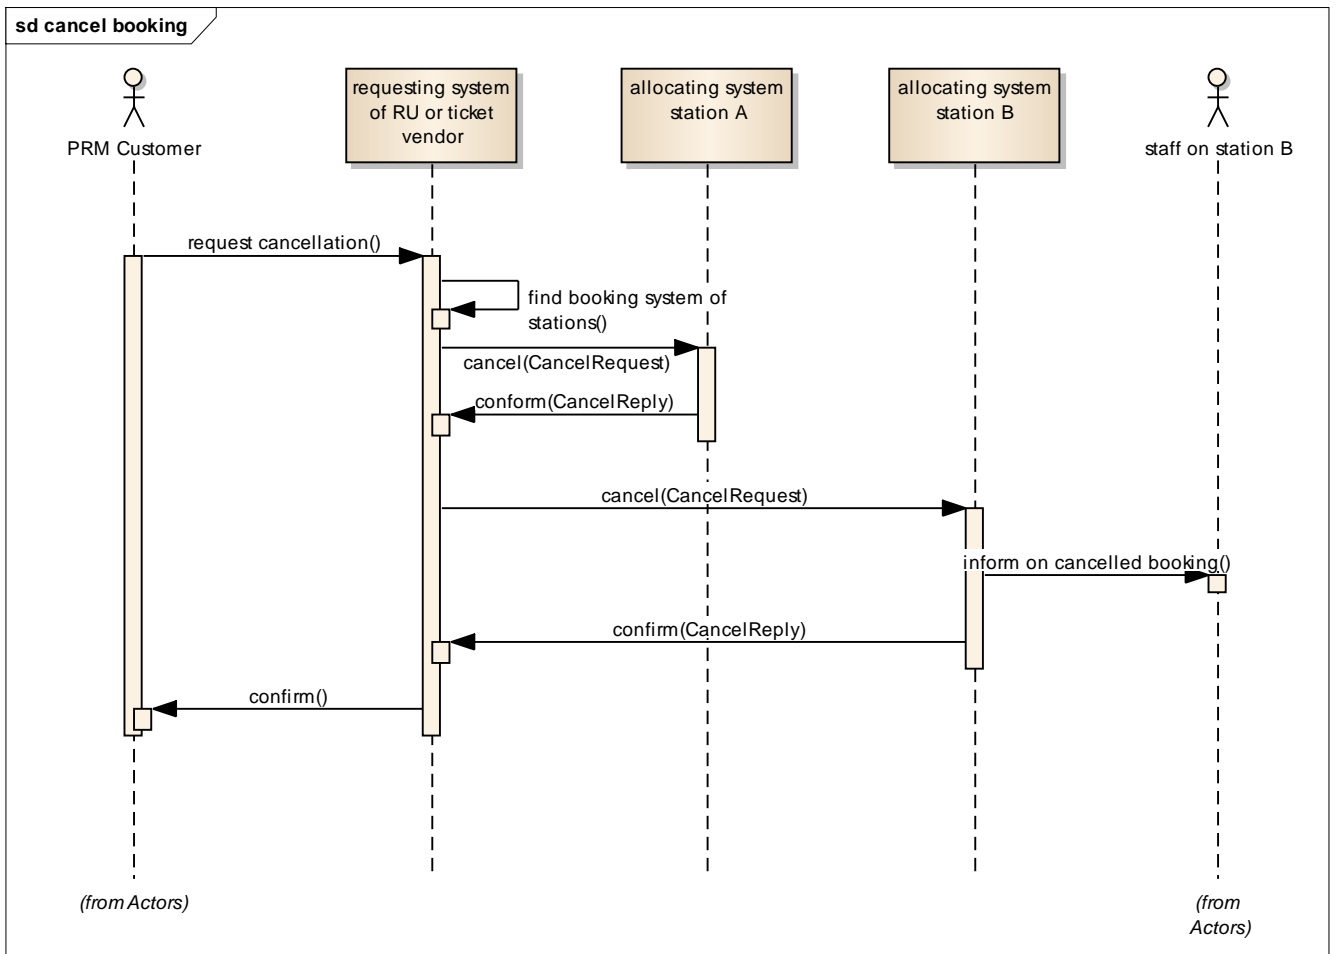 sd cancel booking
PRM Customer
requesting system
of RU or ticket
vendor
allocating system
station A
allocating system
station B
staff on station B
request cancellation()
find booking system of
stations()
cancel(CancelRequest)
conform(CancelReply)
cancel(CancelRequest)
inform on cancelled booking()
confirm(CancelReply)
confirm()
(from Actors)
(from
Actors)